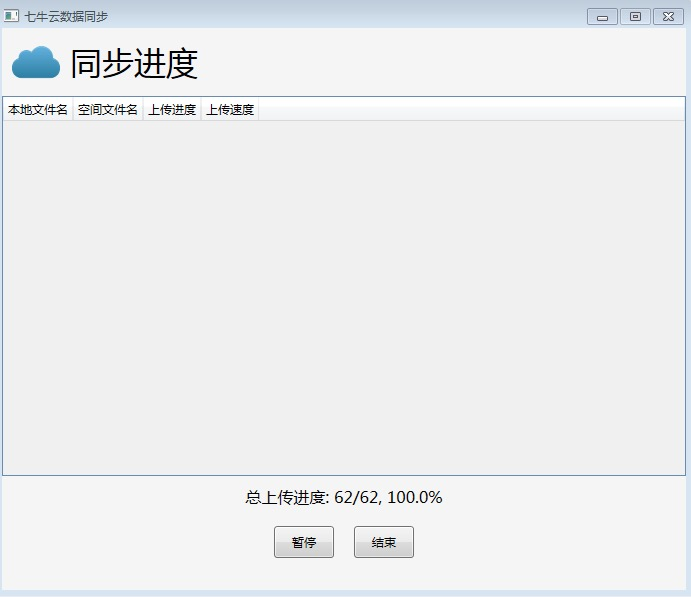 七牛云数据同步
同步进度
本地文件名 空间文件名 上传进度 上传速度
总上传进度: 62/62, 100.0%
暂停 结束